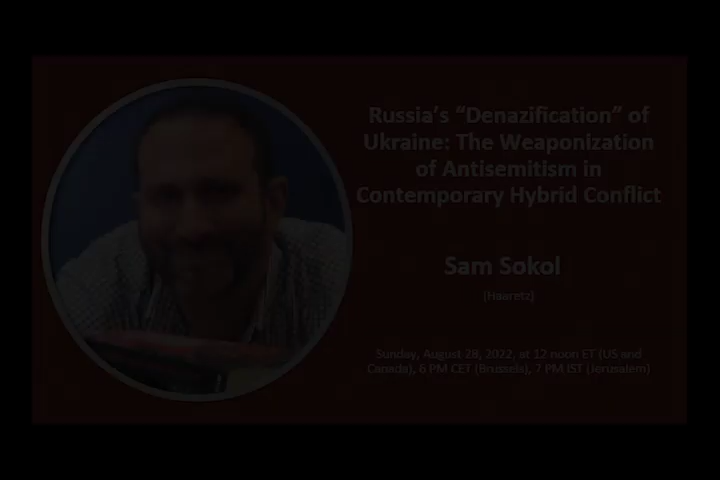 Russia's "Denazification" of
Ukraine: The Weaponization
of Antisemitism in
Contemporary Hybrid Conflict
Sam Sokol
(Haaretz)
Sunday, August 28, 2022, at 12 noon ET (US and
Canada), 6 PM CET (Brussels), 7 PM IST (Jerusalem)